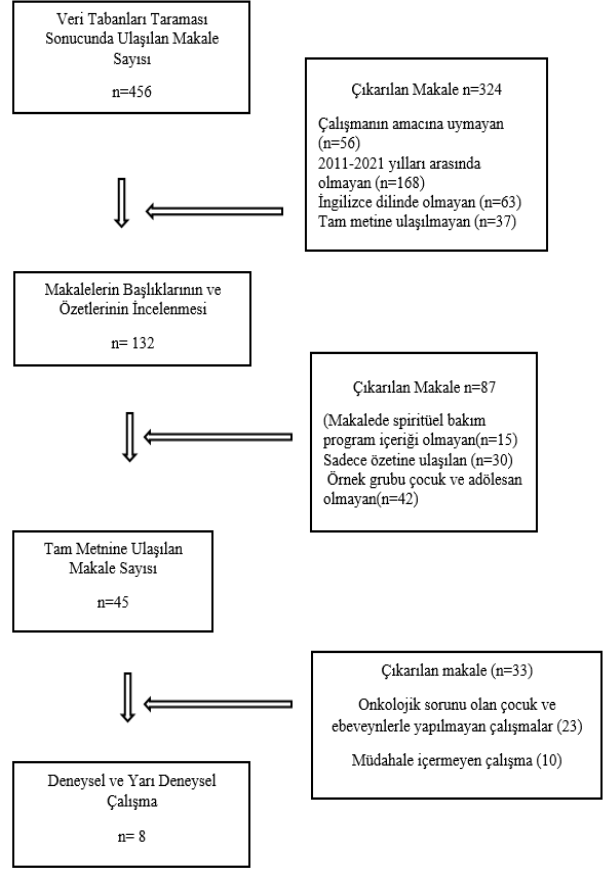 Veri Tabanları Taraması
Sonucunda Ulaşılan Makale
Sayısı
n=456
Çıkarılan Makale n=324
Çalışmanın amacına uymayan
(n=56)
2011-2021 yılları arasında
olmayan (n=168)
İngilizce dilinde olmayan (n=63)
Tam metine ulaşılmayan (n=37)
Makalelerin Başlıklarının ve
Özetlerinin İncelenmesi
n= 132
Çıkarılan Makale n=87
(Makalede spiritüel bakım
program içeriği olmayan(n=15)
Sadece özetine ulaşılan (n=30)
Örnek grubu çocuk ve adölesan
olmayan(n=42)
Tam Metnine Ulaşılan
Makale Sayısı
n=45
Çıkarılan makale (n=33)
Onkolojik sorunu olan çocuk ve
ebeveynlerle yapılmayan çalışmalar (23)
Müdahale içermeyen çalışma (10)
Deneysel ve Yarı Deneysel
Çalışma
n= 8